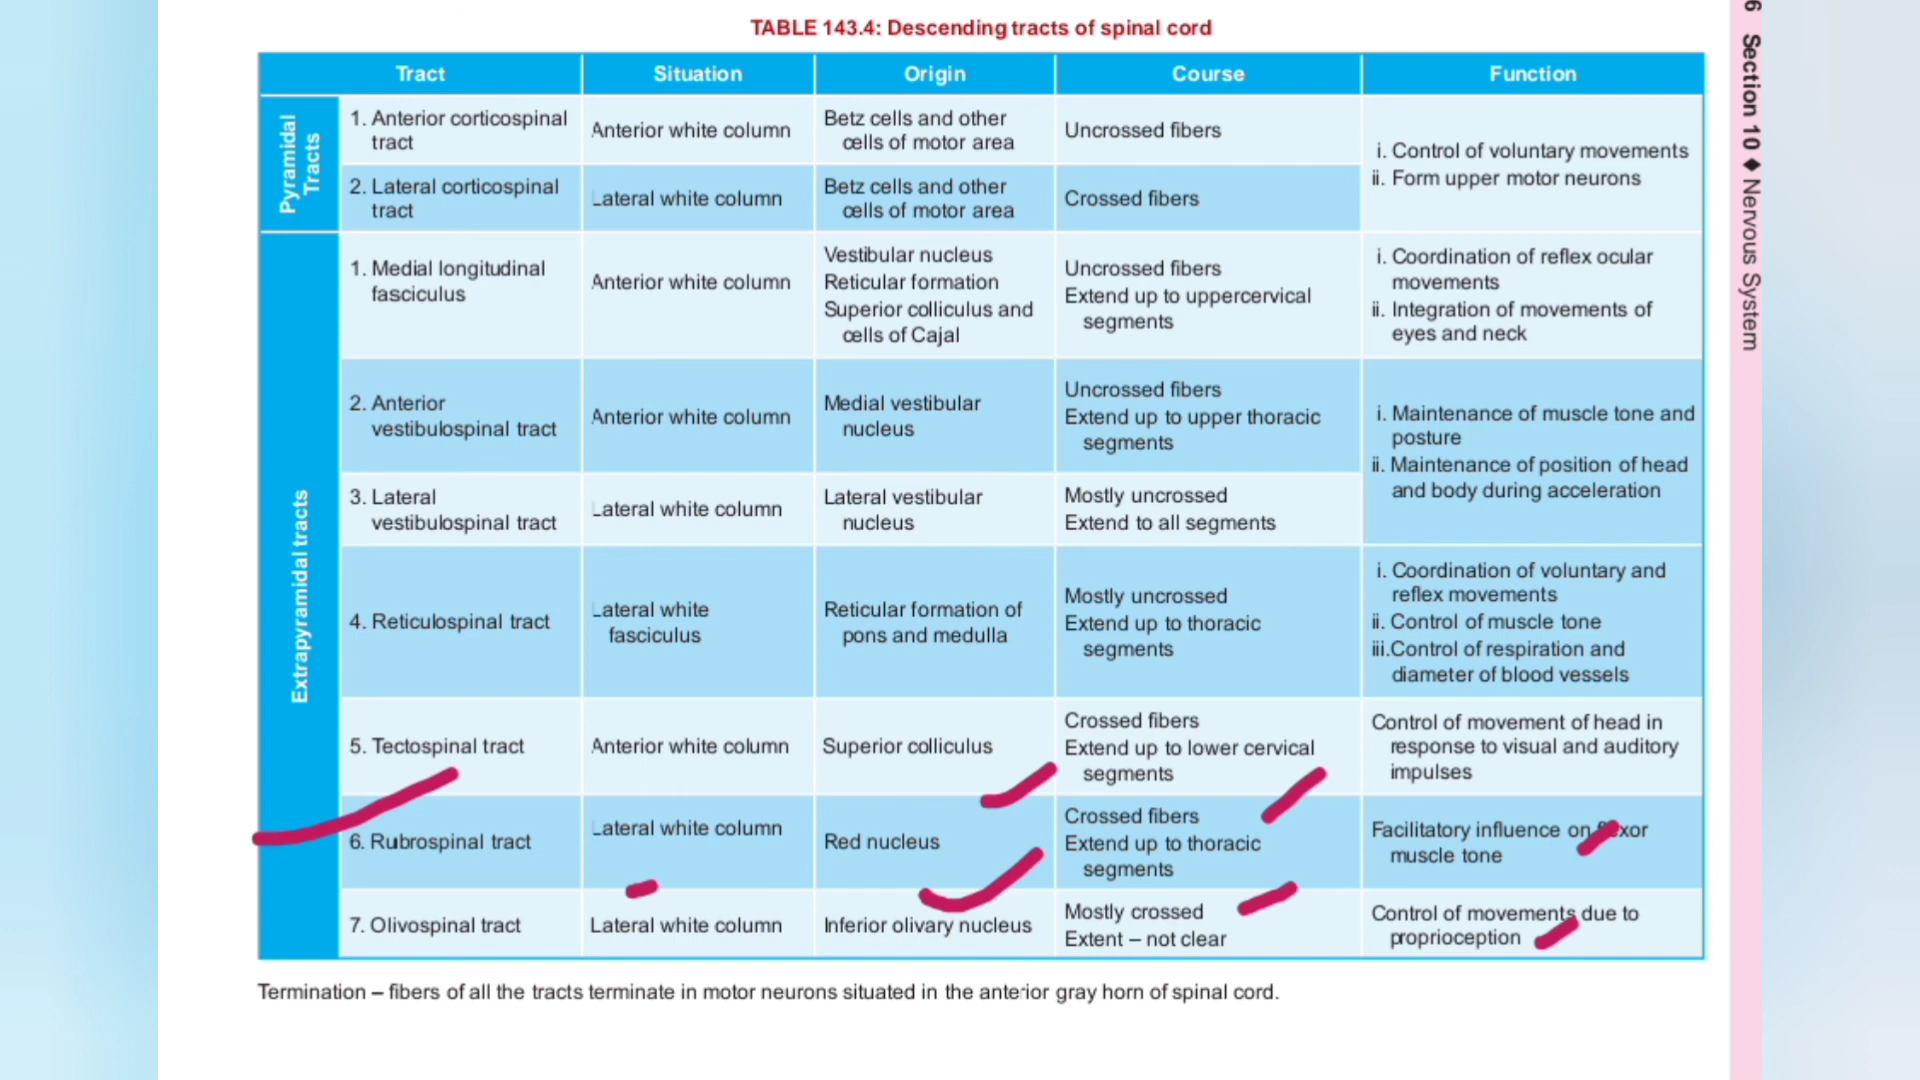 TABLE 143.4: Descending tracts of spinal cord
Tract Situation Origin Course Function
Pyramidal
Tracts
1. Anterior corticospinal
tract
Anterior white column
Betz cells and other
cells of motor area
Uncrossed fibers
i. Control of voluntary movements
ii. Form upper motor neurons
2. Lateral corticospinal
tract
Lateral white column
Betz cells and other
cells of motor area
Crossed fibers
Extrapyramidal tracts
1. Medial longitudinal
fasciculus
Anterior white column
Vestibular nucleus
Reticular formation
Superior colliculus and
cells of Cajal
Uncrossed fibers
Extend up to uppercervical
segments
i. Coordination of reflex ocular
movements
ii. Integration of movements of
eyes and neck
2. Anterior
vestibulospinal tract
Anterior white column
Medial vestibular
nucleus
Uncrossed fibers
Extend up to upper thoracic
segments
i. Maintenance of muscle tone and
posture
ii. Maintenance of position of head
and body during acceleration
3. Lateral
vestibulospinal tract
Lateral white column
Lateral vestibular
nucleus
Mostly uncrossed
Extend to all segments
4. Reticulospinal tract
Lateral white
fasciculus
Reticular formation of
pons and medulla
Mostly uncrossed
Extend up to thoracic
segments
i. Coordination of voluntary and
reflex movements
ii. Control of muscle tone
iii.Control of respiration and
diameter of blood vessels
5. Tectospinal tract
Anterior white column
Superior colliculus
Crossed fibers
Extend up to lower cervical
segments
Control of movement of head in
response to visual and auditory
impulses
6. Rubrospinal tract
Lateral white column
Red nucleus
Crossed fibers
Extend up to thoracic
segments
Facilitatory influence on flexor
muscle tone
7. Olivospinal tract
Lateral white column
Inferior olivary nucleus
Mostly crossed
Extent – not clear
Control of movements due to
proprioception
Termination – fibers of all the tracts terminate in motor neurons situated in the anterior gray horn of spinal cord.
6 Section 10 ♦ Nervous System